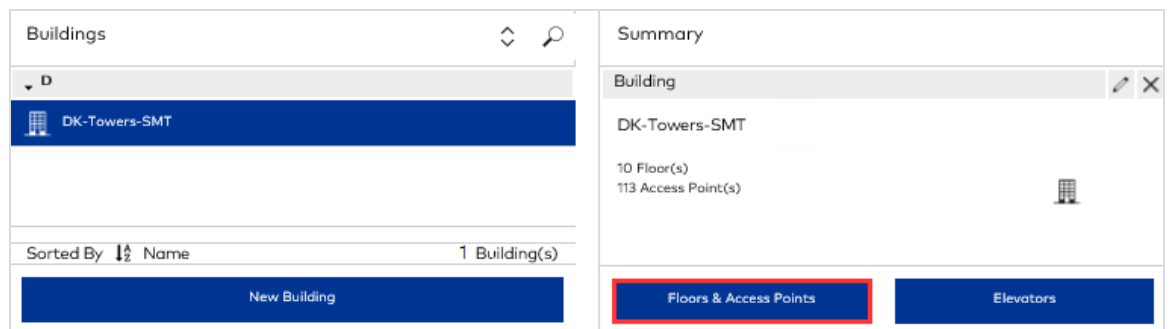 Buildings
D
DK-Towers-SMT
Sorted By A Z Name 1 Building(s)
New Building
Summary
Building
DK-Towers-SMT
10 Floor(s)
113 Access Point(s)
Floors & Access Points
Elevators